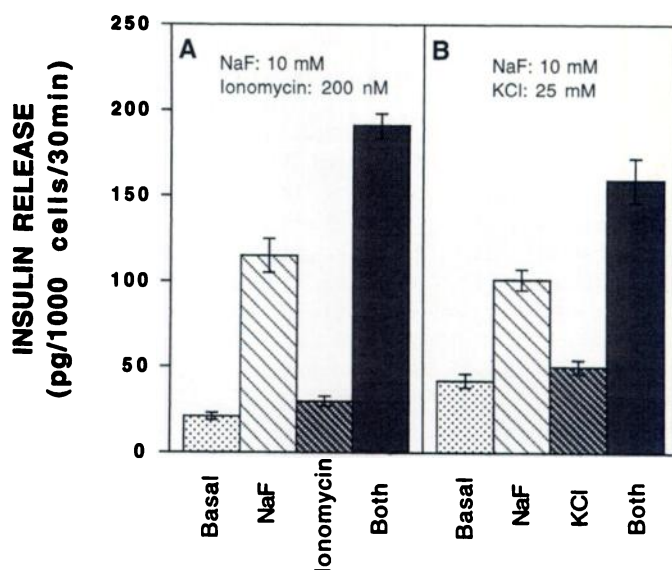 INSULIN RELEASE
(pg/1000 cells/30min)
250
200
150
100
50
0
A
NaF: 10 mM
Ionomycin: 200 nM
Basal
NaF
Ionomycin
Both
B
NaF: 10 mM
KCl: 25 mM
Basal
NaF
KCl
Both